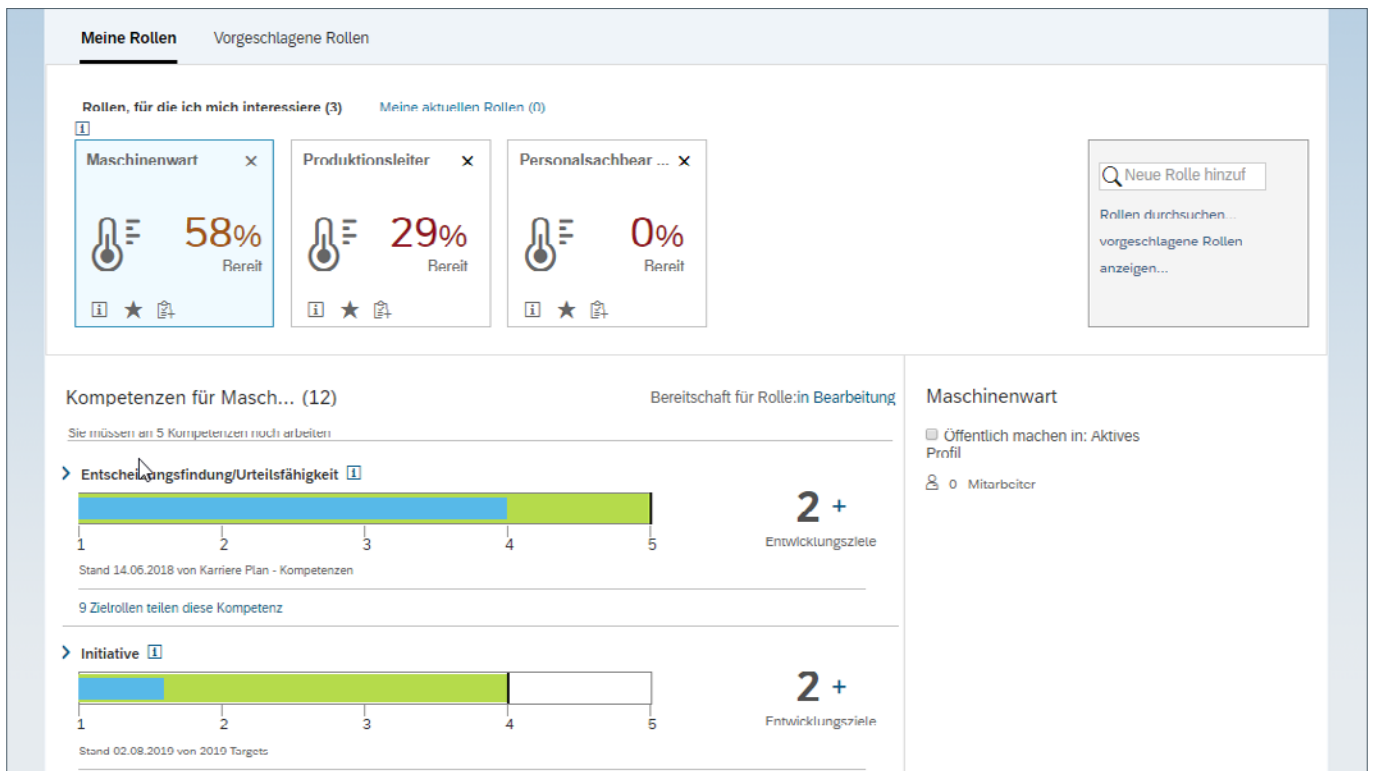 Meine Rollen Vorgeschlagene Rollen
Rollen, für die ich mich interessiere (3) Meine aktuellen Rollen (0)
Maschinenwart
58%
Bereit
Produktionsleiter
29%
Bereit
Personalsachbear ...
0%
Bereit
Neue Rolle hinzuf
Rollen durchsuchen...
vorgeschlagene Rollen
anzeigen...
Kompetenzen für Masch... (12)
Bereitschaft für Rolle:in Bearbeitung
Sie müssen an 5 Kompetenzen noch arbeiten
Entscheidungsfindung/Urteilsfähigkeit
1 2 3 4 5
2 +
Entwicklungsziele
Stand 14.06.2018 von Karriere Plan - Kompetenzen
9 Zielrollen teilen diese Kompetenz
Initiative
1 2 3 4 5
2 +
Entwicklungsziele
Stand 02.08.2019 von 2019 Targets
Maschinenwart
Öffentlich machen in: Aktives
Profil
0 Mitarbeiter